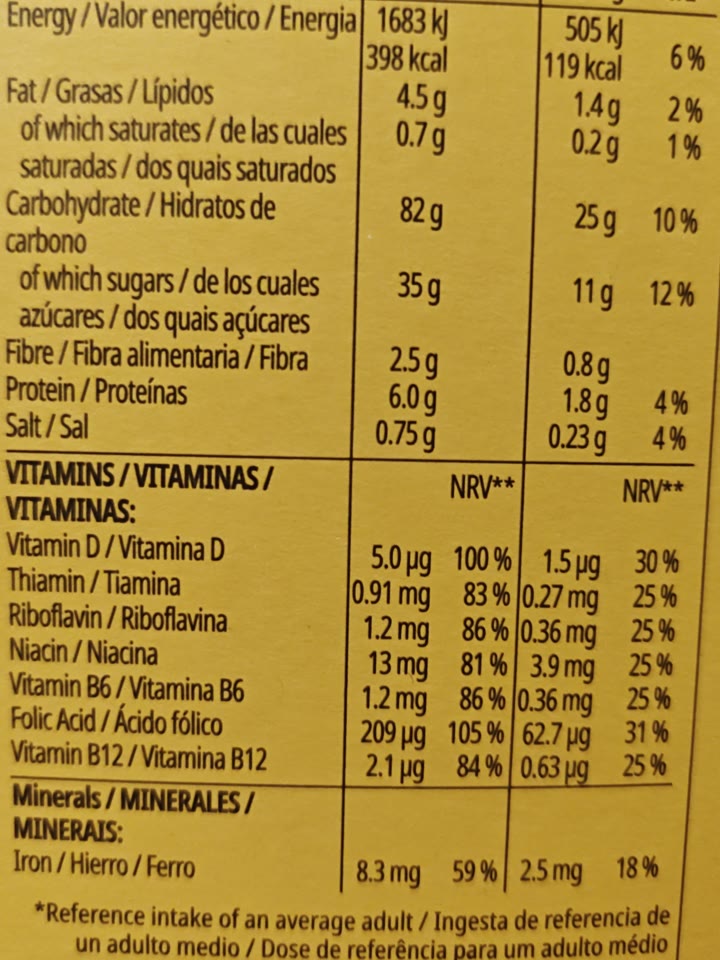 Energy / Valor energético / Energia 1683 kJ 505 kJ
398 kcal 119 kcal 6 %
Fat / Grasas / Lípidos 4.5 g 1.4 g 2 %
of which saturates / de las cuales 0.7 g 0.2 g 1 %
saturadas / dos quais saturados
Carbohydrate / Hidratos de 82 g 25 g 10 %
carbono
of which sugars / de los cuales 35 g 11 g 12 %
azúcares / dos quais açúcares
Fibre / Fibra alimentaria / Fibra 2.5 g 0.8 g
Protein / Proteínas 6.0 g 1.8 g 4 %
Salt / Sal 0.75 g 0.23 g 4 %
VITAMINS / VITAMINAS / NRV** NRV**
VITAMINAS:
Vitamin D / Vitamina D 5.0 µg 100 % 1.5 µg 30 %
Thiamin / Tiamina 0.91 mg 83 % 0.27 mg 25 %
Riboflavin / Riboflavina 1.2 mg 86 % 0.36 mg 25 %
Niacin / Niacina 13 mg 81 % 3.9 mg 25 %
Vitamin B6 / Vitamina B6 1.2 mg 86 % 0.36 mg 25 %
Folic Acid / Ácido fólico 209 µg 105 % 62.7 µg 31 %
Vitamin B12 / Vitamina B12 2.1 µg 84 % 0.63 µg 25 %
Minerals / MINERALES /
MINERAIS:
Iron / Hierro / Ferro 8.3 mg 59 % 2.5 mg 18 %
*Reference intake of an average adult / Ingesta de referencia de
un adulto medio / Dose de referência para um adulto médio